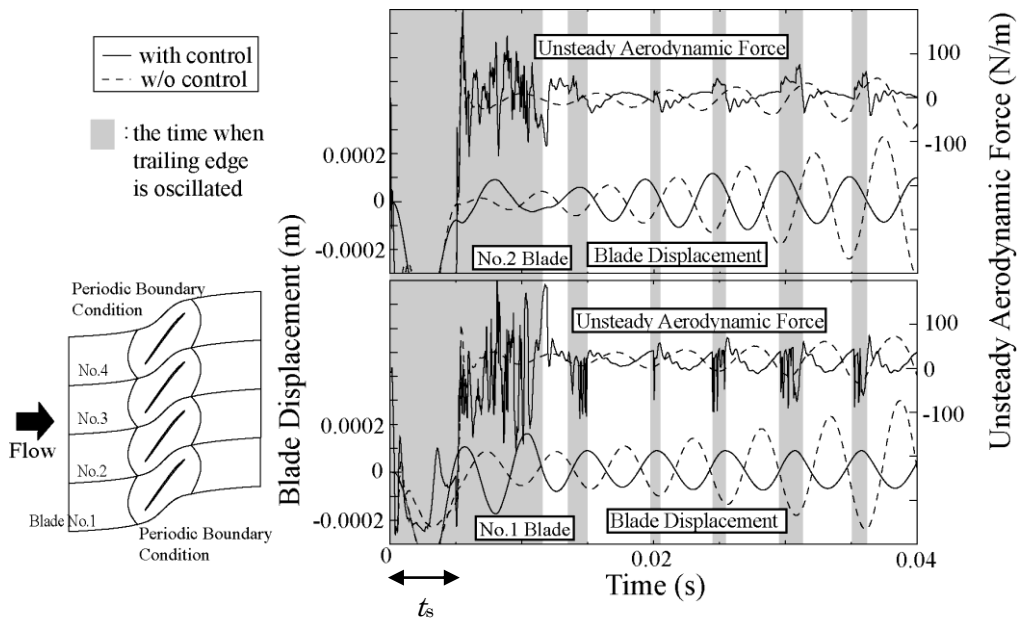 with control
w/o control
: the time when
trailing edge
is oscillated
Periodic Boundary
Condition
No.4
No.3
No.2
Blade No.1
Flow
Periodic Boundary
Condition
Blade Displacement (m)
0.0002
0
-0.0002
Unsteady Aerodynamic Force
No.2 Blade
Blade Displacement
100
0
-100
0.0002
0
-0.0002
Unsteady Aerodynamic Force
No.1 Blade
Blade Displacement
100
0
-100
Unsteady Aerodynamic Force (N/m)
0
0.02
0.04
Time (s)
ts